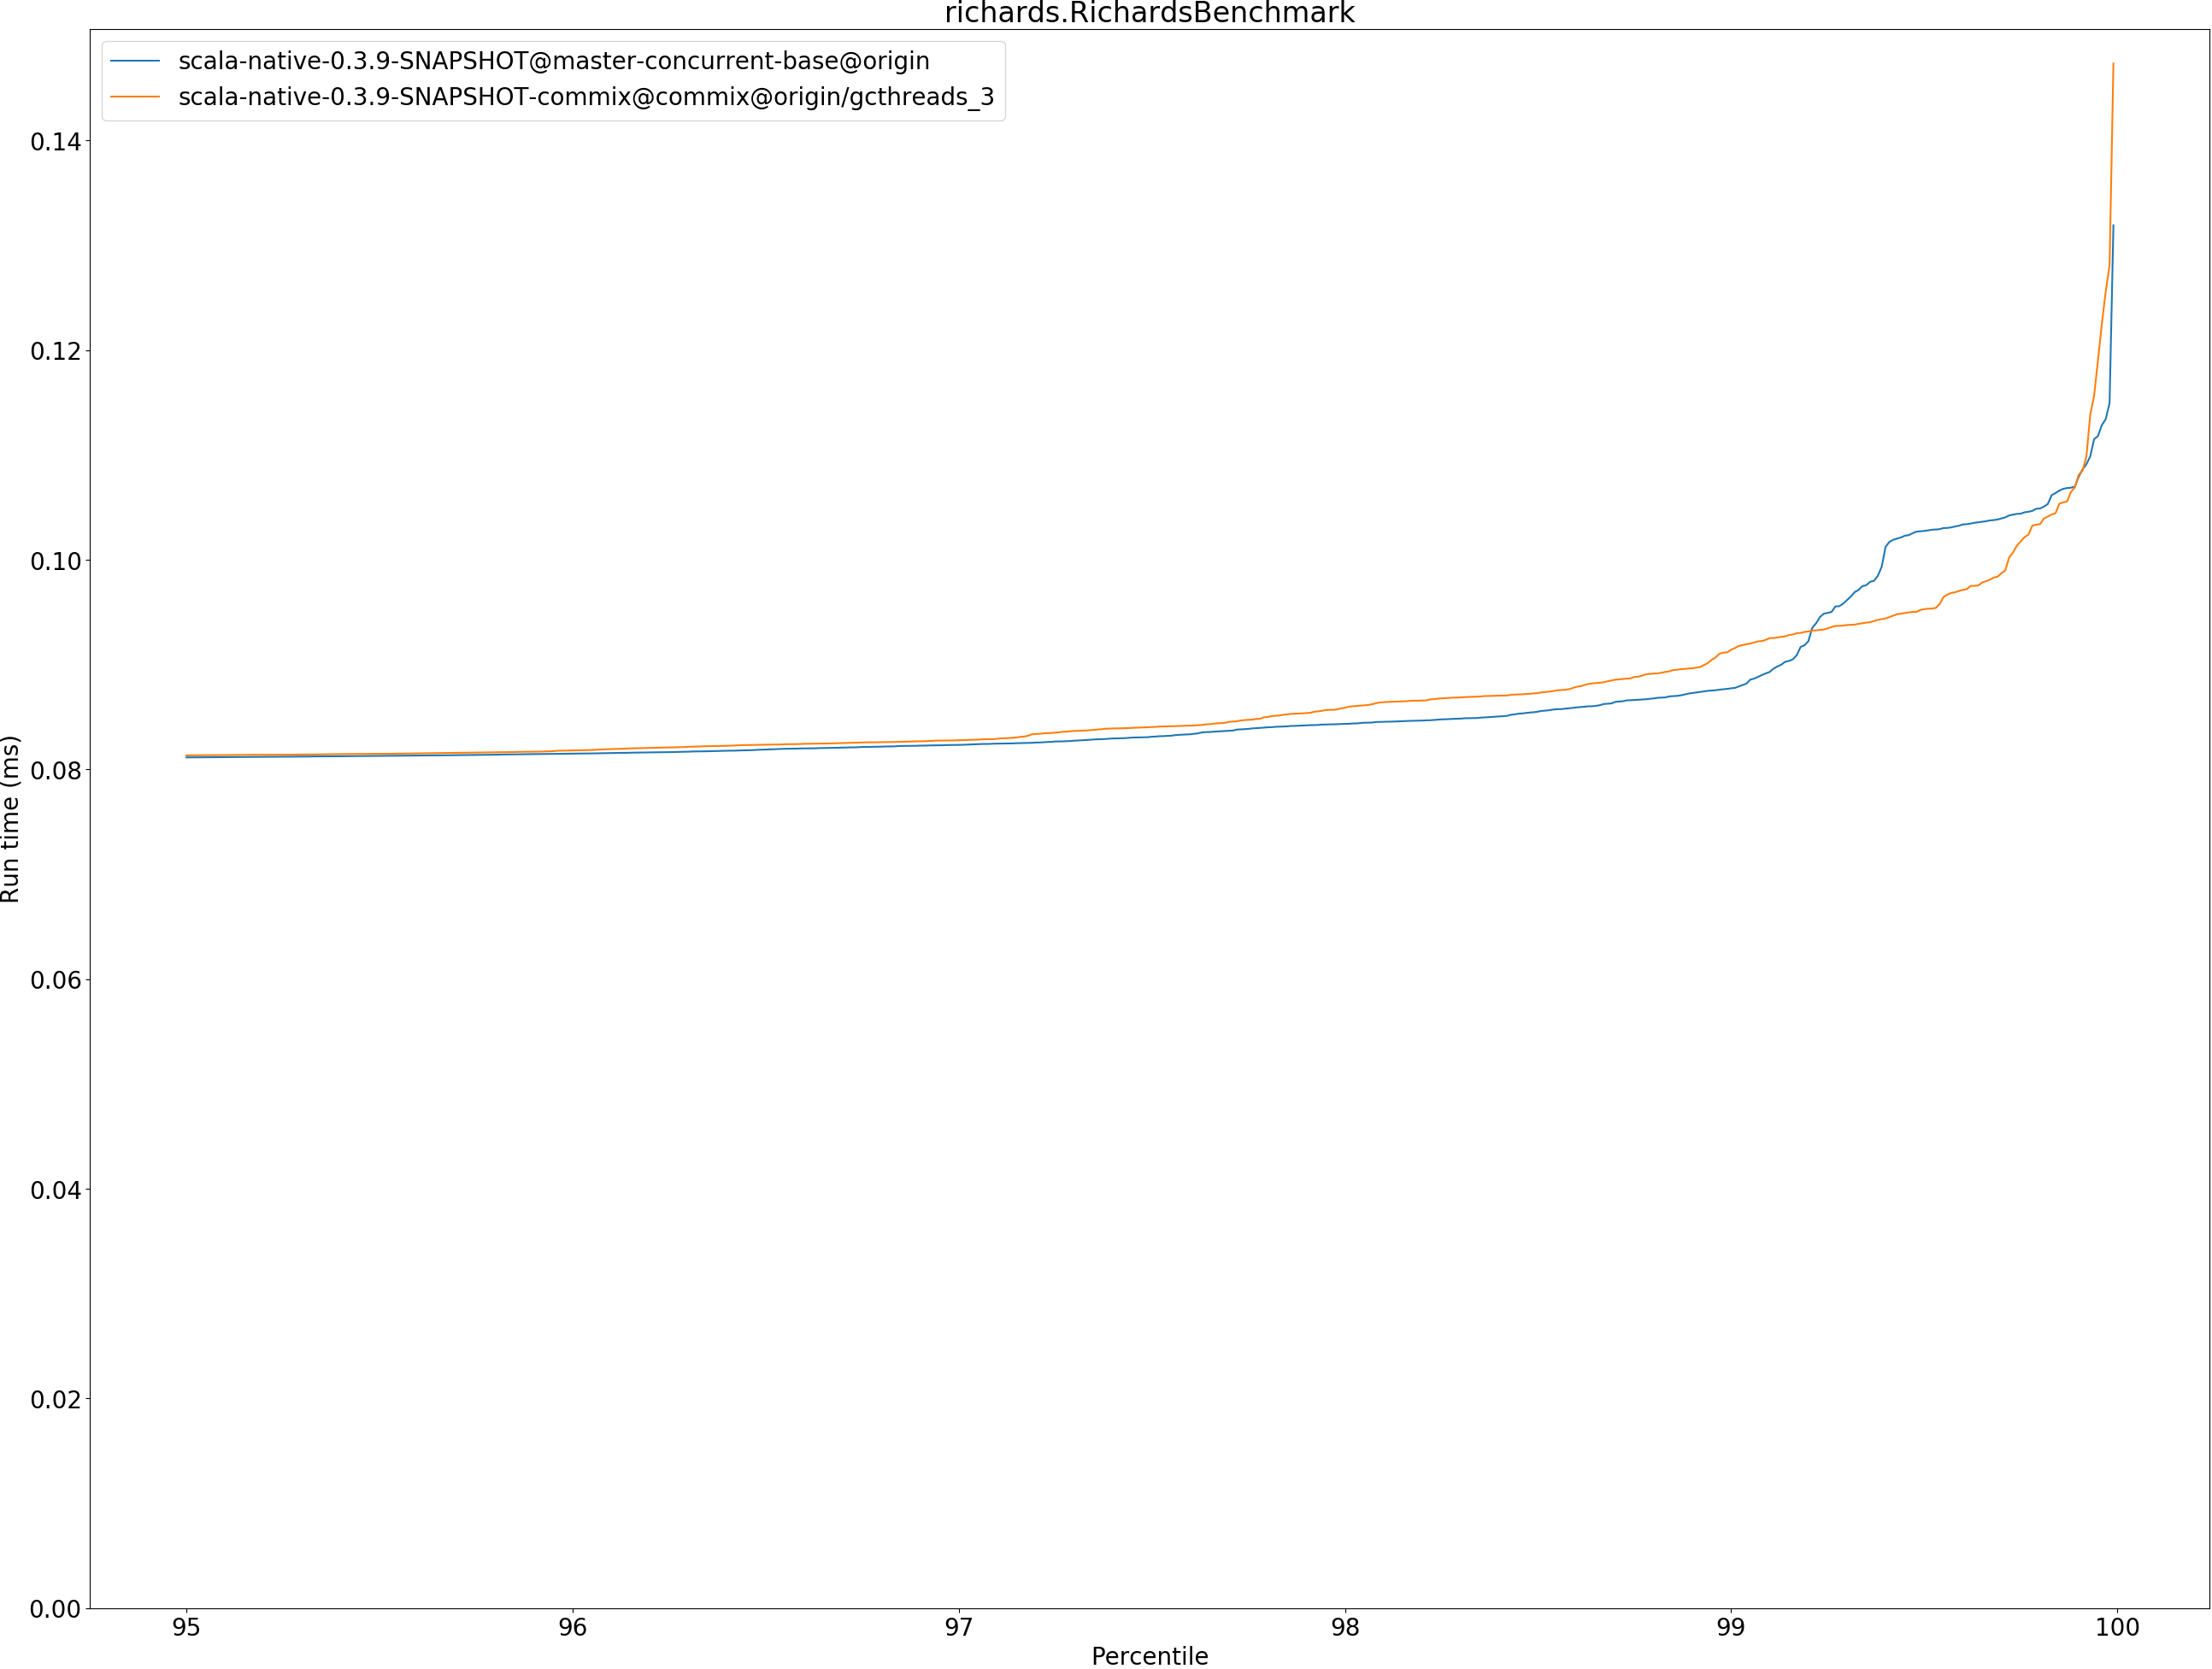 richards.RichardsBenchmark
scala-native-0.3.9-SNAPSHOT@master-concurrent-base@origin
scala-native-0.3.9-SNAPSHOT-commix@commix@origin/gcthreads_3
0.14
0.12
0.10
0.08
0.06
0.04
0.02
0.00
Run time (ms)
95 96 97 98 99 100
Percentile